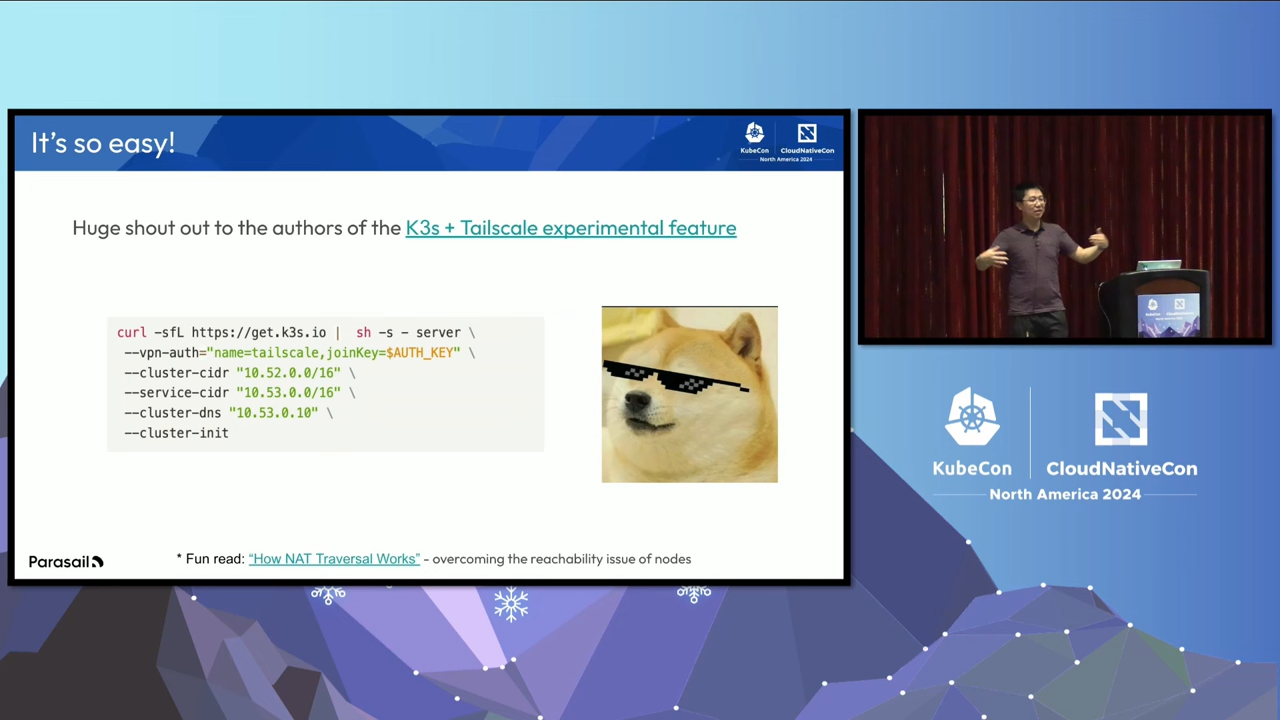 It's so easy!
KubeCon
CloudNativeCon
North America 2024
Huge shout out to the authors of the K3s + Tailscale experimental feature
curl -sfL https://get.k3s.io | sh -s - server \
--vpn-auth="name=tailscale,joinKey=$AUTH_KEY" \
--cluster-cidr "10.52.0.0/16" \
--service-cidr "10.53.0.0/16" \
--cluster-dns "10.53.0.10" \
--cluster-init
Parasail
* Fun read: "How NAT Traversal Works" - overcoming the reachability issue of nodes
KubeCon
CloudNativeCon
North America 2024